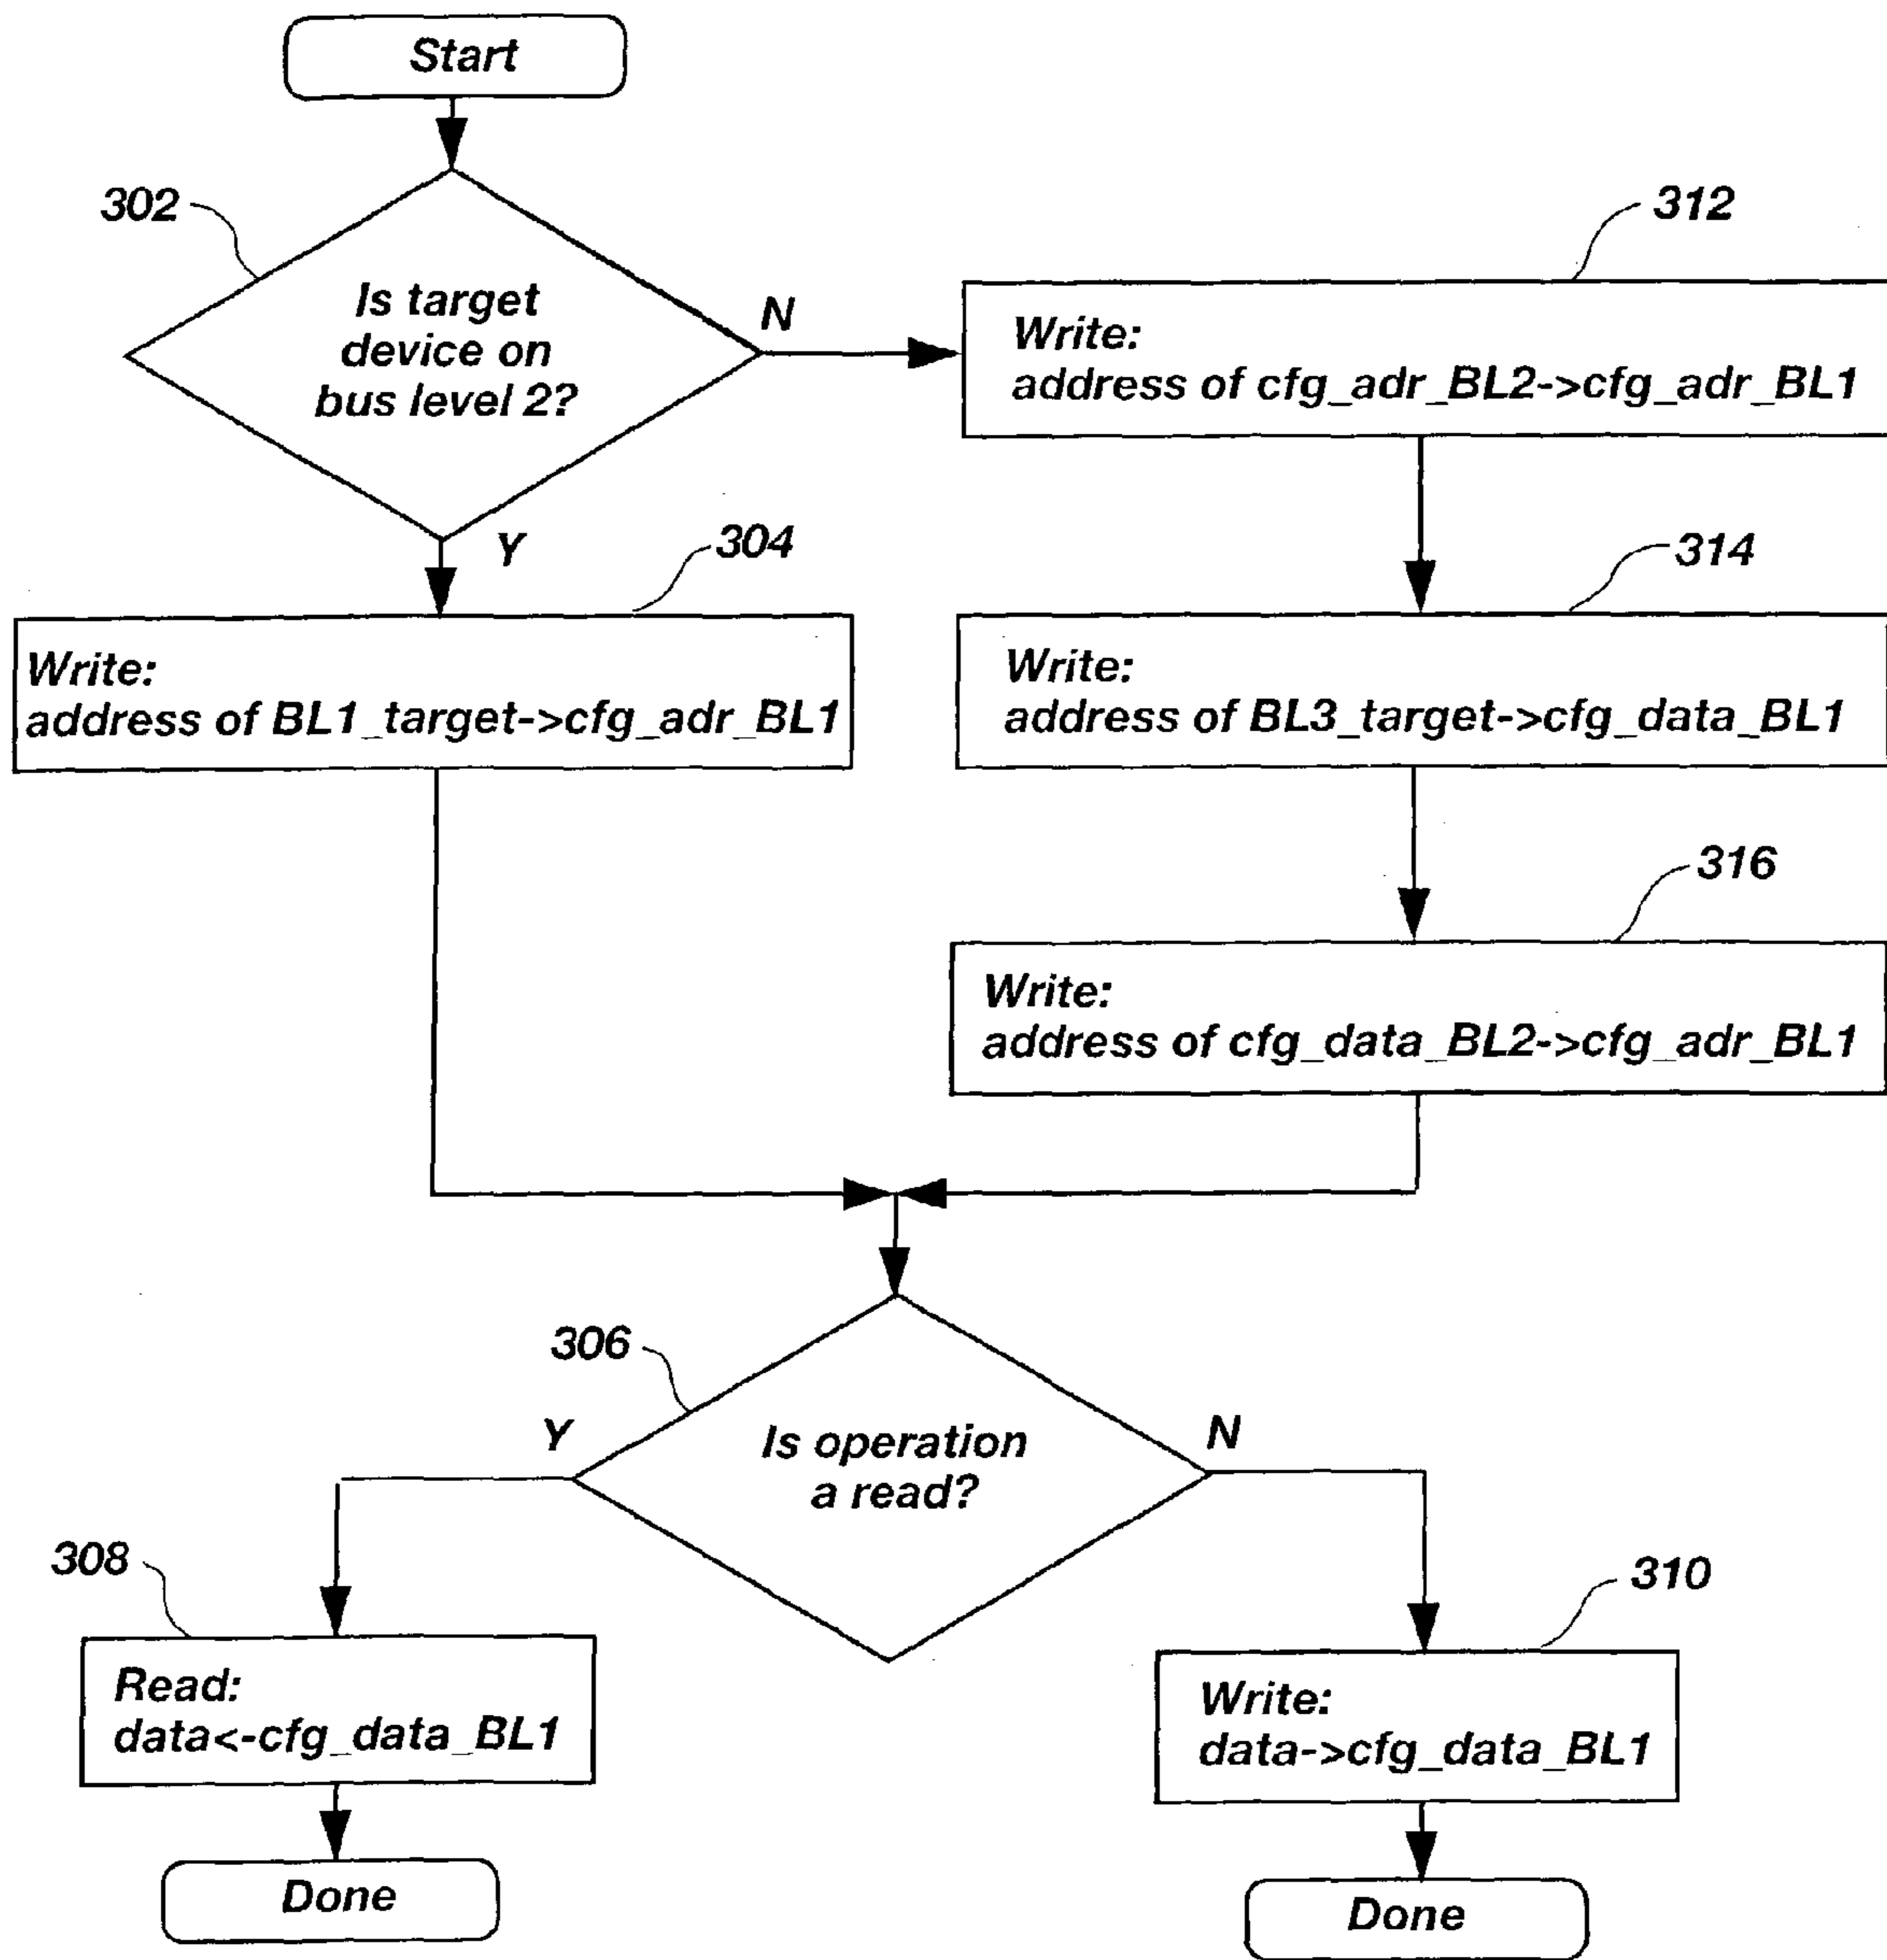 Start
302
Is target
device on
bus level 2?
N
Y
312
Write:
address of cfg_adr_BL2->cfg_adr_BL1
304
Write:
address of BL1_target->cfg_adr_BL1
314
Write:
address of BL3_target->cfg_data_BL1
316
Write:
address of cfg_data_BL2->cfg_adr_BL1
306
Y
Is operation
a read?
N
308
Read:
data<-cfg_data_BL1
Done
310
Write:
data->cfg_data_BL1
Done